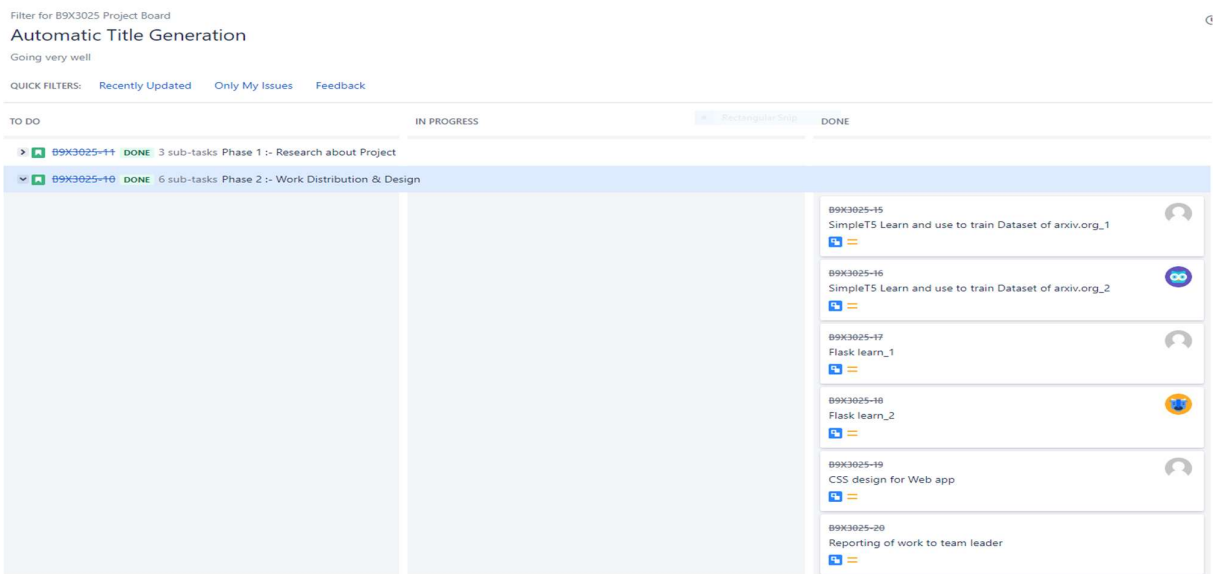 Filter for B9X3025 Project Board
Automatic Title Generation
Going very well
QUICK FILTERS: Recently Updated Only My Issues Feedback
TO DO IN PROGRESS Rectangular Snip DONE
B9X3025-11 DONE 3 sub-tasks Phase 1 :- Research about Project
B9X3025-10 DONE 6 sub-tasks Phase 2 :- Work Distribution & Design
B9X3025-15
SimpleT5 Learn and use to train Dataset of arxiv.org_1
B9X3025-16
SimpleT5 Learn and use to train Dataset of arxiv.org_2
B9X3025-17
Flask learn_1
B9X3025-18
Flask learn_2
B9X3025-19
CSS design for Web app
B9X3025-20
Reporting of work to team leader